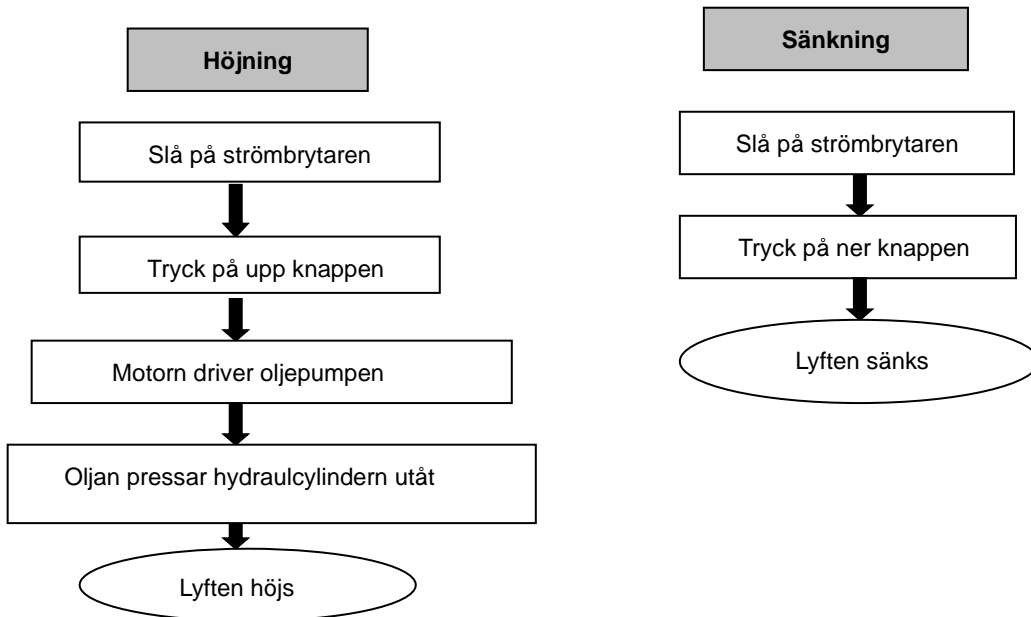 Höjning
Slå på strömbrytaren
Tryck på upp knappen
Motorn driver oljepumpen
Oljan pressar hydraulcylindern utåt
Lyften höjs
Sänkning
Slå på strömbrytaren
Tryck på ner knappen
Lyften sänks